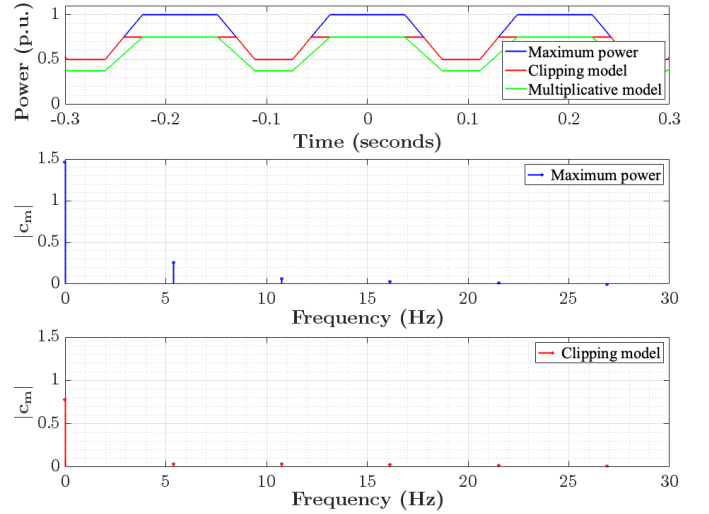 Power (p.u.)
1
0.5
0
Maximum power
Clipping model
Multiplicative model
-0.3 -0.2 -0.1 0 0.1 0.2 0.3
Time (seconds)
|cm|
1.5
1
0.5
0
Maximum power
0 5 10 15 20 25 30
Frequency (Hz)
|cm|
1.5
1
0.5
0
Clipping model
0 5 10 15 20 25 30
Frequency (Hz)